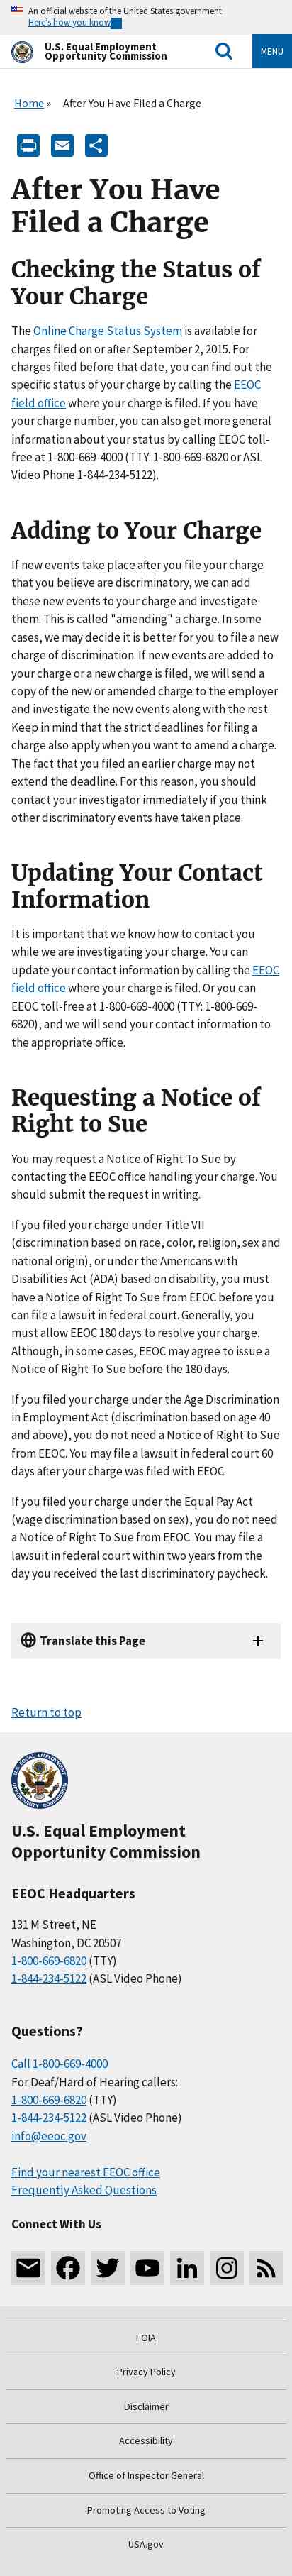 An official website of the United States government
Here's how you know
U.S. Equal Employment
Opportunity Commission
MENU
Home » After You Have Filed a Charge
After You Have
Filed a Charge
Checking the Status of
Your Charge
The Online Charge Status System is available for
charges filed on or after September 2, 2015. For
charges filed before that date, you can find out the
specific status of your charge by calling the EEOC
field office where your charge is filed. If you have
your charge number, you can also get more general
information about your status by calling EEOC toll-
free at 1-800-669-4000 (TTY: 1-800-669-6820 or ASL
Video Phone 1-844-234-5122).
Adding to Your Charge
If new events take place after you file your charge
that you believe are discriminatory, we can add
these new events to your charge and investigate
them. This is called "amending" a charge. In some
cases, we may decide it is better for you to file a new
charge of discrimination. If new events are added to
your charge or a new charge is filed, we will send a
copy of the new or amended charge to the employer
and investigate the new events along with the rest.
Keep in mind that the strict deadlines for filing a
charge also apply when you want to amend a charge.
The fact that you filed an earlier charge may not
extend the deadline. For this reason, you should
contact your investigator immediately if you think
other discriminatory events have taken place.
Updating Your Contact
Information
It is important that we know how to contact you
while we are investigating your charge. You can
update your contact information by calling the EEOC
field office where your charge is filed. Or you can
EEOC toll-free at 1-800-669-4000 (TTY: 1-800-669-
6820), and we will send your contact information to
the appropriate office.
Requesting a Notice of
Right to Sue
You may request a Notice of Right To Sue by
contacting the EEOC office handling your charge. You
should submit the request in writing.
If you filed your charge under Title VII
(discrimination based on race, color, religion, sex and
national origin), or under the Americans with
Disabilities Act (ADA) based on disability, you must
have a Notice of Right To Sue from EEOC before you
can file a lawsuit in federal court. Generally, you
must allow EEOC 180 days to resolve your charge.
Although, in some cases, EEOC may agree to issue a
Notice of Right To Sue before the 180 days.
If you filed your charge under the Age Discrimination
in Employment Act (discrimination based on age 40
and above), you do not need a Notice of Right to Sue
from EEOC. You may file a lawsuit in federal court 60
days after your charge was filed with EEOC.
If you filed your charge under the Equal Pay Act
(wage discrimination based on sex), you do not need
a Notice of Right To Sue from EEOC. You may file a
lawsuit in federal court within two years from the
day you received the last discriminatory paycheck.
Translate this Page
Return to top
U.S. Equal Employment
Opportunity Commission
EEOC Headquarters
131 M Street, NE
Washington, DC 20507
1-800-669-6820 (TTY)
1-844-234-5122 (ASL Video Phone)
Questions?
Call 1-800-669-4000
For Deaf/Hard of Hearing callers:
1-800-669-6820 (TTY)
1-844-234-5122 (ASL Video Phone)
info@eeoc.gov
Find your nearest EEOC office
Frequently Asked Questions
Connect With Us
FOIA
Privacy Policy
Disclaimer
Accessibility
Office of Inspector General
Promoting Access to Voting
USA.gov